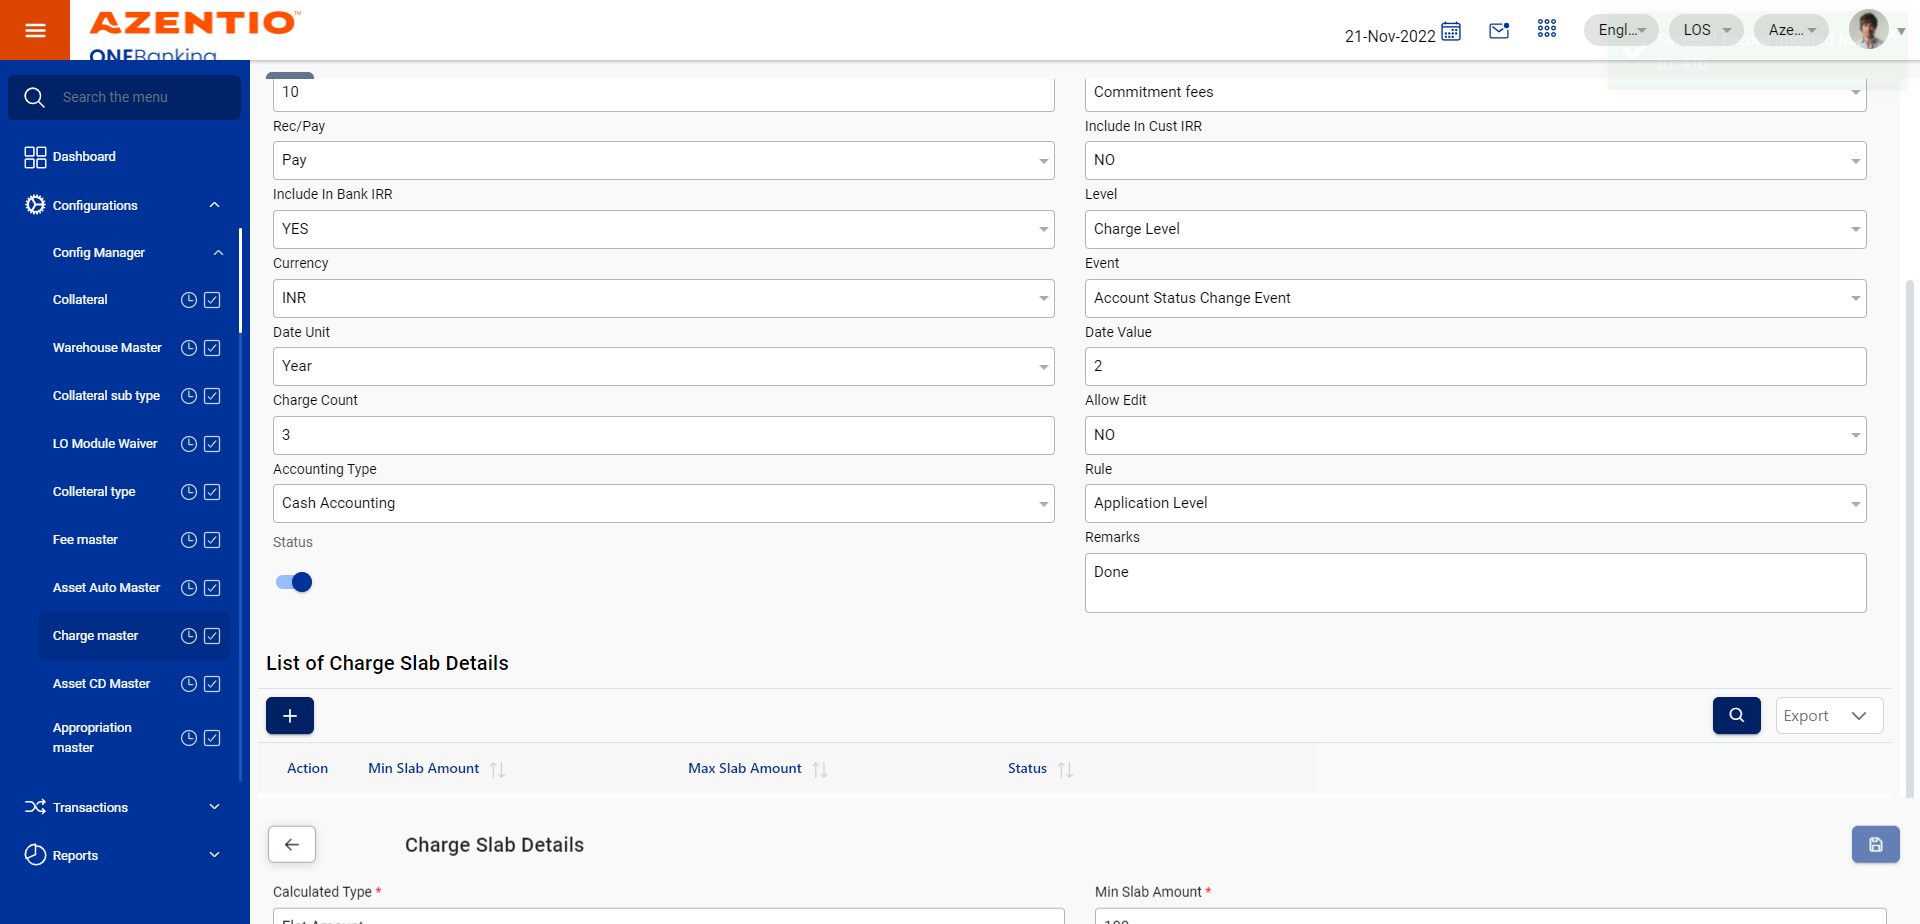 AZENTIO™
ONEBanking
21-Nov-2022
Engl...
LOS
Aze...
Search the menu
Dashboard
Configurations
Config Manager
Collateral
Warehouse Master
Collateral sub type
LO Module Waiver
Colleteral type
Fee master
Asset Auto Master
Charge master
Asset CD Master
Appropriation
master
Transactions
Reports
10
Commitment fees
Rec/Pay
Include In Cust IRR
Pay
NO
Include In Bank IRR
Level
YES
Charge Level
Currency
Event
INR
Account Status Change Event
Date Unit
Date Value
Year
2
Charge Count
Allow Edit
3
NO
Accounting Type
Rule
Cash Accounting
Application Level
Status
Remarks
Done
List of Charge Slab Details
+
Export
Action
Min Slab Amount
Max Slab Amount
Status
Charge Slab Details
Calculated Type *
Min Slab Amount *
Flat Amount
100